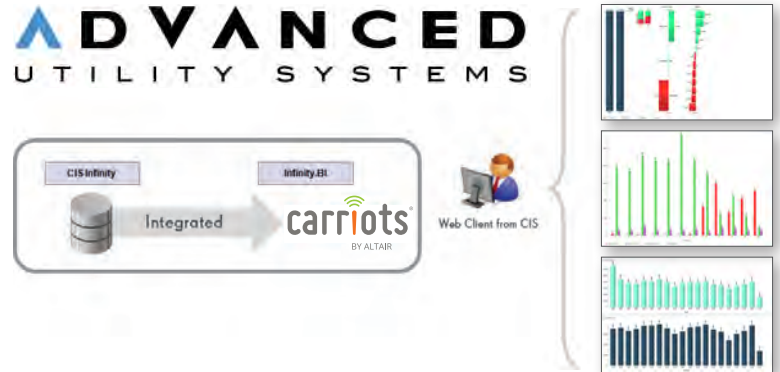 ADVANCED
UTILITY SYSTEMS
CIS Infinity
Infinity.BI
Integrated
carriots
BY ALTAIR
Web Client from CIS